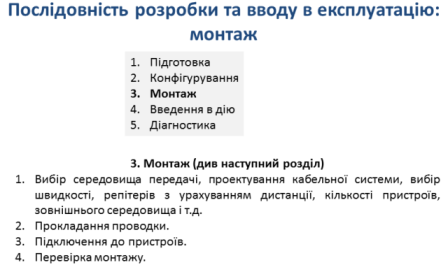 Послідовність розробки та вводу в експлуатацію:
монтаж
1. Підготовка
2. Конфігурування
3. Монтаж
4. Введення в дію
5. Діагностика
3. Монтаж (див наступний розділ)
1. Вибір середовища передачі, проектування кабельної системи, вибір
швидкості, репітерів з урахуванням дистанції, кількості пристроїв,
зовнішнього середовища і т.д.
2. Прокладання проводки.
3. Підключення до пристроїв.
4. Перевірка монтажу.